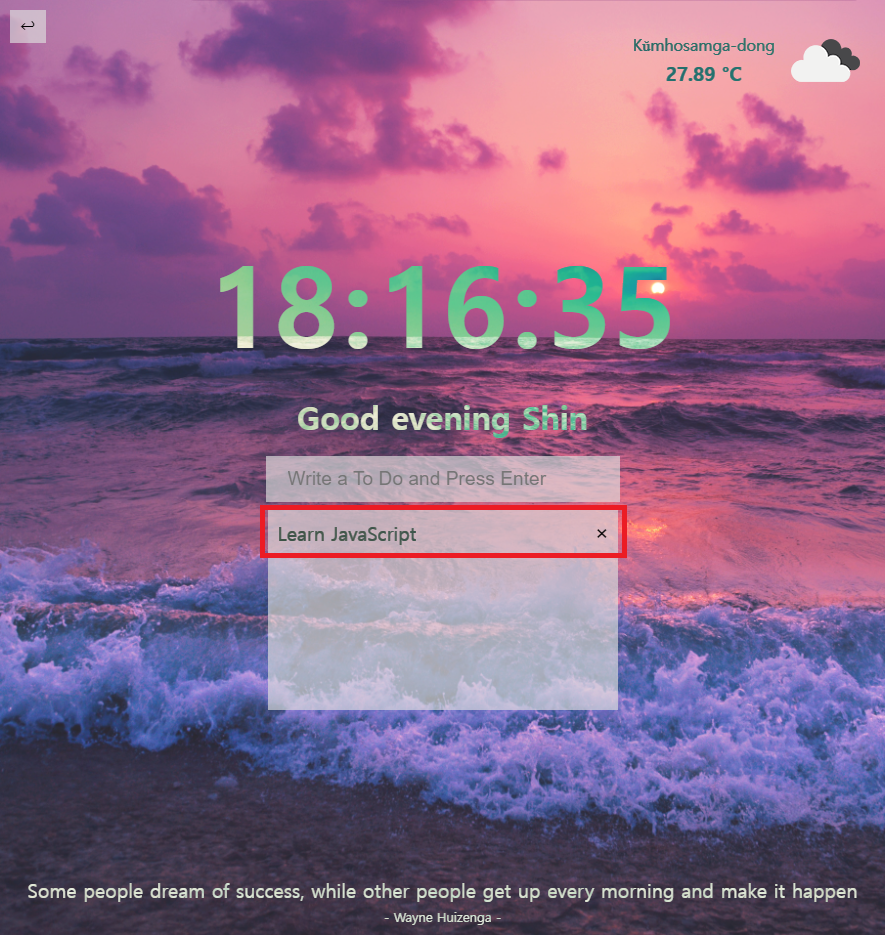 ↩
Kŭmhosamga-dong
27.89 °C
18:16:35
Good evening Shin
Write a To Do and Press Enter
Learn JavaScript ×
Some people dream of success, while other people get up every morning and make it happen
- Wayne Huizenga -